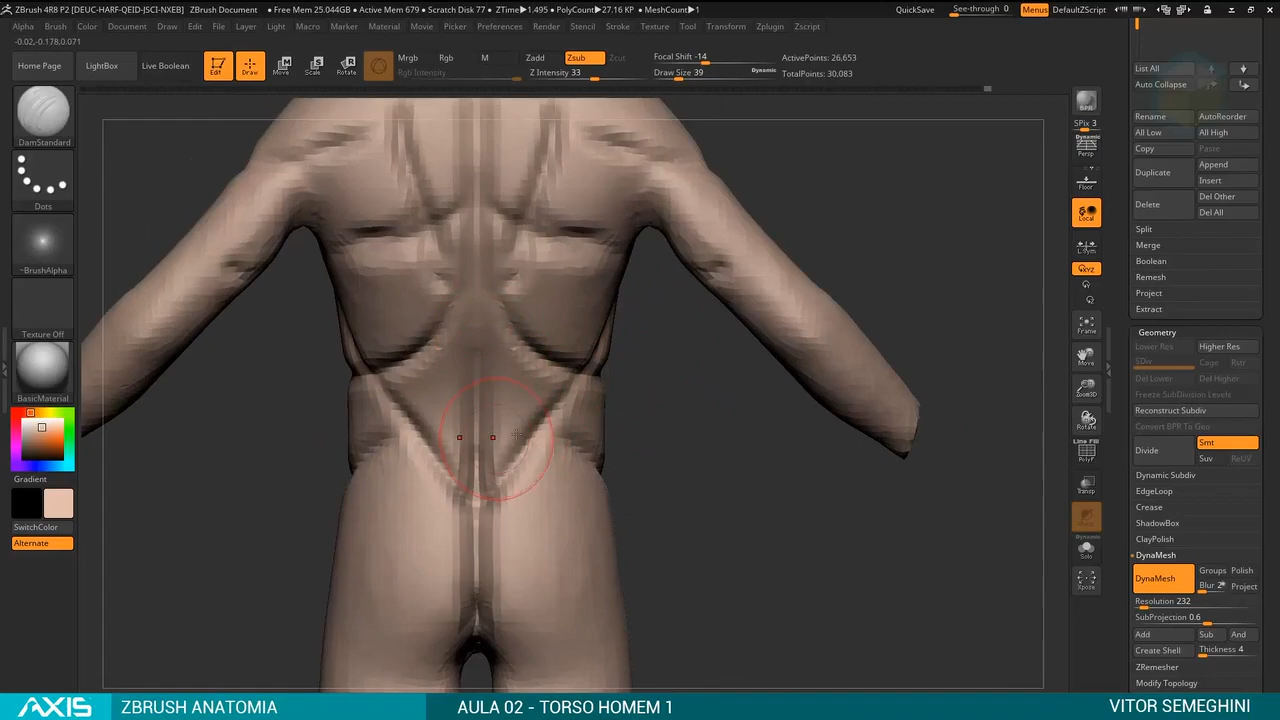 ZBrush 4R8 P2 [DEUC-HARF-QEID-JSCI-NXEB] ZBrush Document • Free Mem 25.044GB • Active Mem 679 • Scratch Disk 77 • ZTime▶1.495 • PolyCount▶27.16 KP • MeshCount▶1 QuickSave See-through 0 Menus DefaultZScript
Alpha Brush Color Document Draw Edit File Layer Light Macro Marker Material Movie Picker Preferences Render Stencil Stroke Texture Tool Transform Zplugin Zscript
-0.02,-0.178,0.071
Home Page LightBox Live Boolean Edit Draw Move Scale Rotate
Mrgb Rgb M Zadd Zsub Zcut Focal Shift -14 ActivePoints: 26,653
Rgb Intensity Z Intensity 33 Draw Size 39 Dynamic TotalPoints: 30,083
DamStandard
Dots
~BrushAlpha
Texture Off
BasicMaterial
Gradient
SwitchColor
Alternate
BPR
SPix 3
Dynamic
Persp
Floor
Local
L.Sym
XYZ
Frame
Move
Zoom3D
Rotate
Line Fill
PolyF
Transp
Dynamic
Solo
Xpose
List All
Auto Collapse
Rename AutoReorder
All Low All High
Copy Paste
Duplicate Append
Insert
Delete Del Other
Del All
Split
Merge
Boolean
Remesh
Project
Extract
Geometry
Lower Res Higher Res
SDiv Cage Rstr
Del Lower Del Higher
Freeze SubDivision Levels
Reconstruct Subdiv
Convert BPR To Geo
Divide Smt
Suv ReUV
Dynamic Subdiv
EdgeLoop
Crease
ShadowBox
ClayPolish
DynaMesh
DynaMesh Groups Polish
Blur 2 Project
Resolution 232
SubProjection 0.6
Add Sub And
Create Shell Thickness 4
ZRemesher
Modify Topology
AXIS ZBRUSH ANATOMIA AULA 02 - TORSO HOMEM 1 VITOR SEMEGHINI